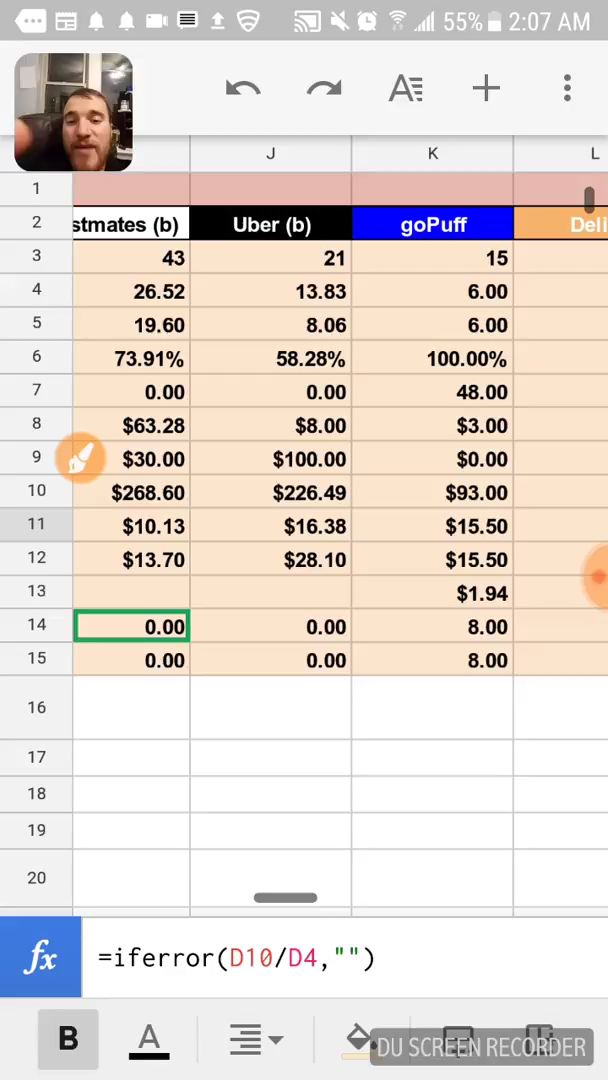 55% 2:07 AM
J K L
1
2 stmates (b) Uber (b) goPuff Deli
3 43 21 15
4 26.52 13.83 6.00
5 19.60 8.06 6.00
6 73.91% 58.28% 100.00%
7 0.00 0.00 48.00
8 $63.28 $8.00 $3.00
9 $30.00 $100.00 $0.00
10 $268.60 $226.49 $93.00
11 $10.13 $16.38 $15.50
12 $13.70 $28.10 $15.50
13 $1.94
14 0.00 0.00 8.00
15 0.00 0.00 8.00
16
17
18
19
20
fx =iferror(D10/D4,"")
B A DU SCREEN RECORDER